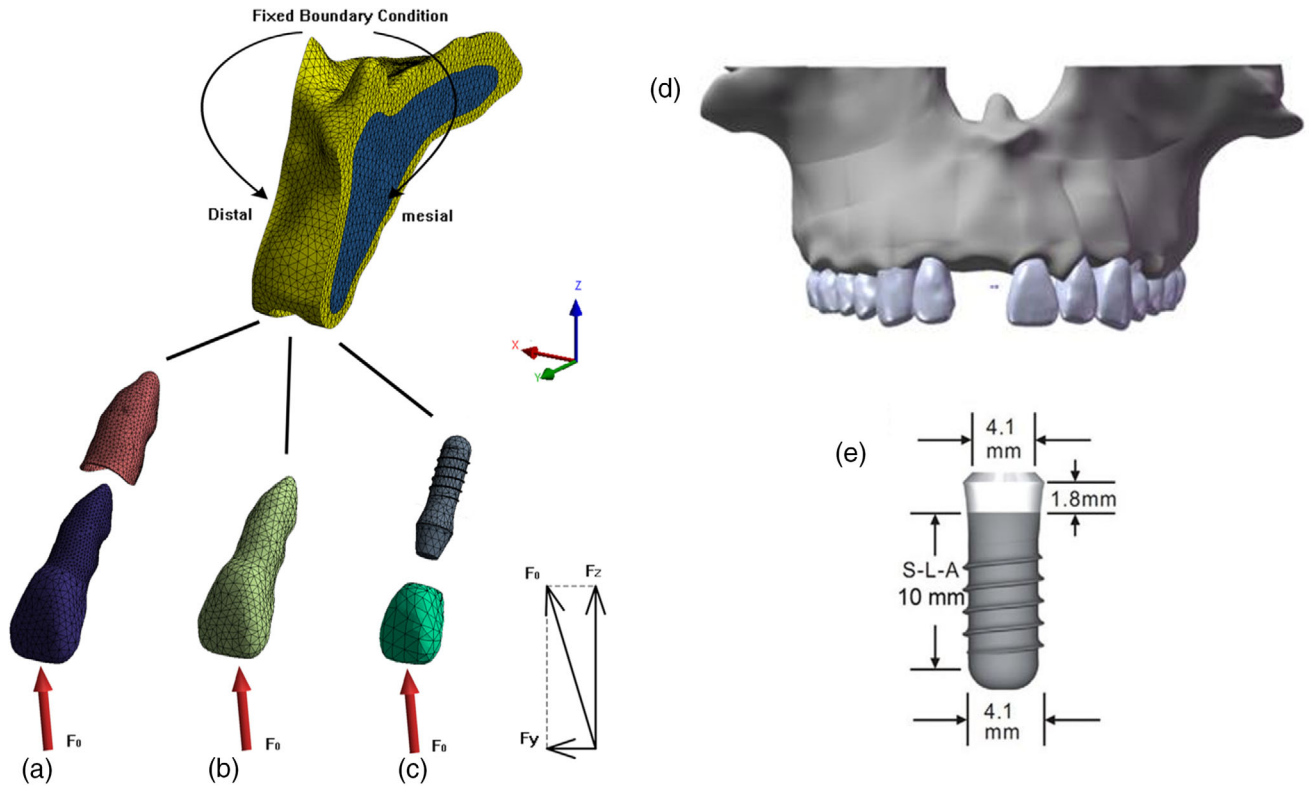 Fixed Boundary Condition
Distal
mesial
Z
X
Y
F₀
(a)
F₀
(b)
F₀
(c)
F₀
Fz
Fy
(d)
(e)
4.1
mm
1.8mm
S-L-A
10 mm
4.1
mm